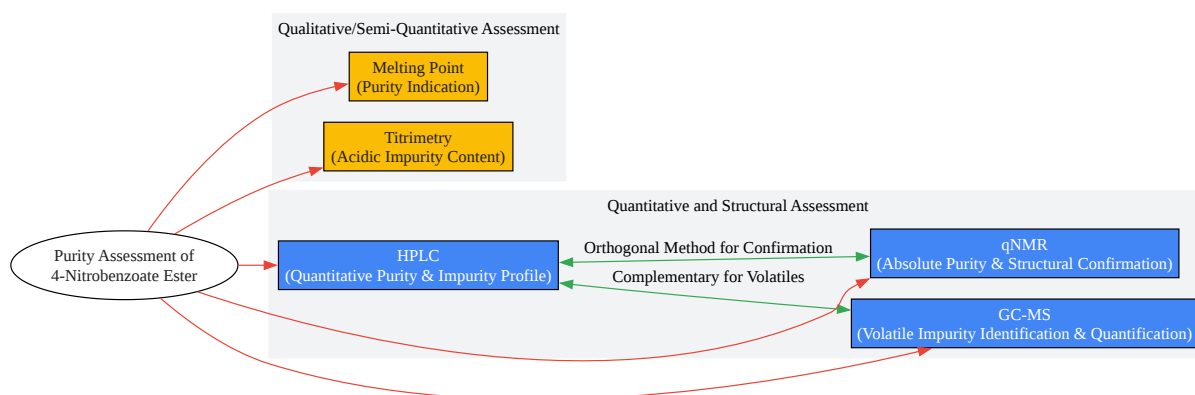 Qualitative/Semi-Quantitative Assessment
Melting Point
(Purity Indication)
Titrimetry
(Acidic Impurity Content)
Quantitative and Structural Assessment
Purity Assessment of
4-Nitrobenzoate Ester
HPLC
(Quantitative Purity & Impurity Profile)
Orthogonal Method for Confirmation
Complementary for Volatiles
qNMR
(Absolute Purity & Structural Confirmation)
GC-MS
(Volatile Impurity Identification & Quantification)